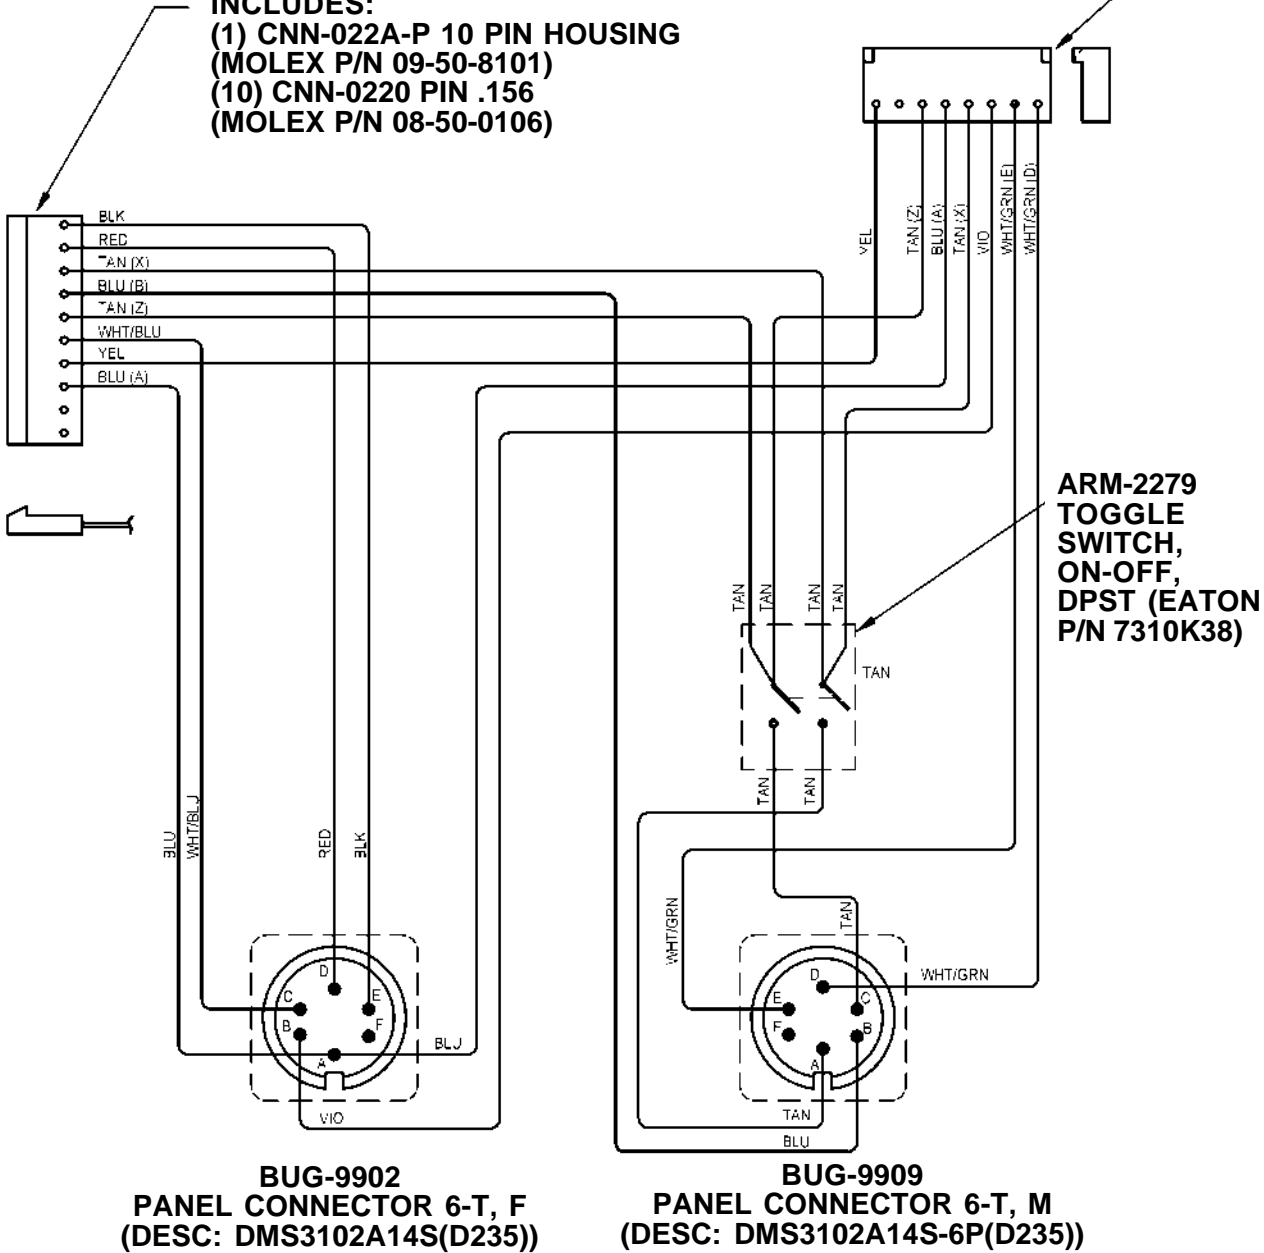 INCLUDES:
(1) CNN-022A-P 10 PIN HOUSING
(MOLEX P/N 09-50-8101)
(10) CNN-0220 PIN .156
(MOLEX P/N 08-50-0106)
BLK
RED
TAN (X)
BLU (B)
TAN (Z)
WHT/BLU
YEL
BLU (A)
YEL
TAN (Z)
BLU (A)
TAN (X)
VIO
WHT/GRN (E)
WHT/GRN (D)
ARM-2279
TOGGLE
SWITCH,
ON-OFF,
DPST (EATON
P/N 7310K38)
TAN
TAN
TAN
TAN
TAN
TAN
TAN
BLU
WHT/BLU
RED
BLK
WHT/GRN
TAN
WHT/GRN
D
C
E
B
F
A
BLU
VIO
D
E
C
F
B
A
TAN
BLU
BUG-9902
PANEL CONNECTOR 6-T, F
(DESC: DMS3102A14S(D235))
BUG-9909
PANEL CONNECTOR 6-T, M
(DESC: DMS3102A14S-6P(D235))